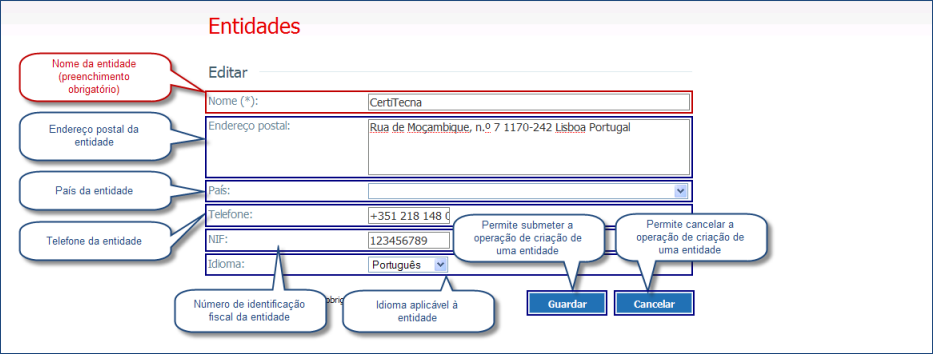 Entidades
Editar
Nome da entidade
(preenchimento
obrigatório)
Nome (*):
CertiTecna
Endereço postal da
entidade
Endereço postal:
Rua de Moçambique, n.º 7 1170-242 Lisboa Portugal
País da entidade
País:
Telefone da entidade
Telefone:
+351 218 148
NIF:
123456789
Idioma:
Português
Permite submeter a
operação de criação de
uma entidade
Permite cancelar a
operação de criação de
uma entidade
Número de identificação
fiscal da entidade
Idioma aplicável à
entidade
Guardar
Cancelar